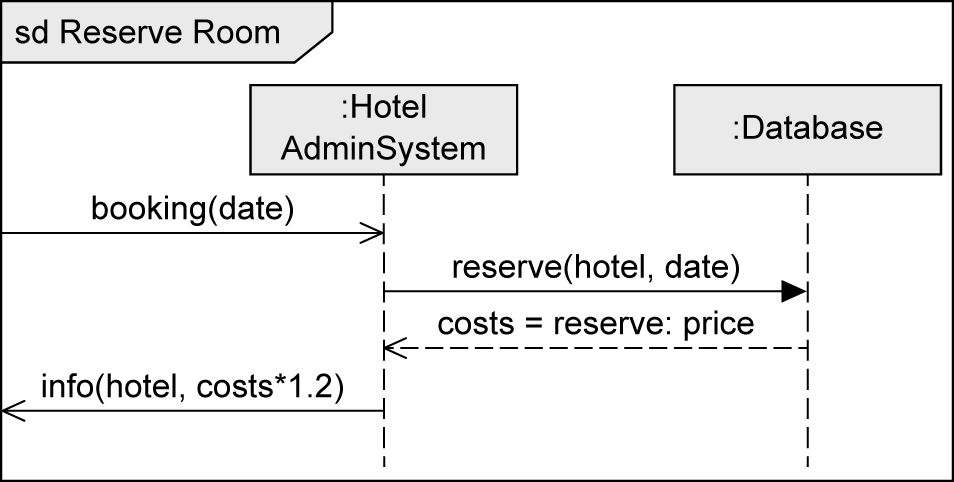 sd Reserve Room
:Hotel
AdminSystem
:Database
booking(date)
reserve(hotel, date)
costs = reserve: price
info(hotel, costs*1.2)